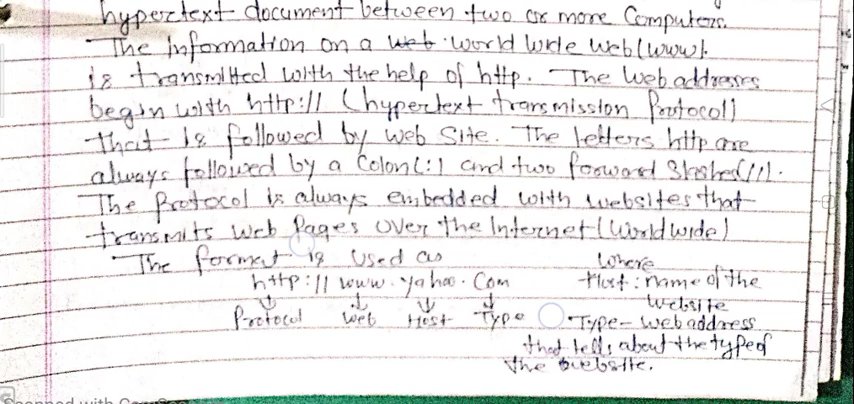 hypertext document between two or more Computers.
The information on a web world wide web (www).
is transmitted with the help of http. The web addresses
begin with http:// (hypertext transmission Protocol)
that is followed by web site. The letters http are
always followed by a Colon(:) and two forward Slashed(//).
The Protocol is always embedded with websites that
transmits web Pages over the Internet (World wide)
The format is Used as
http:// www. yahoo. Com
Protocol web Host Type
where
Host : name of the
website
Type - web address
that tells about the type of
the website.
Scanned with